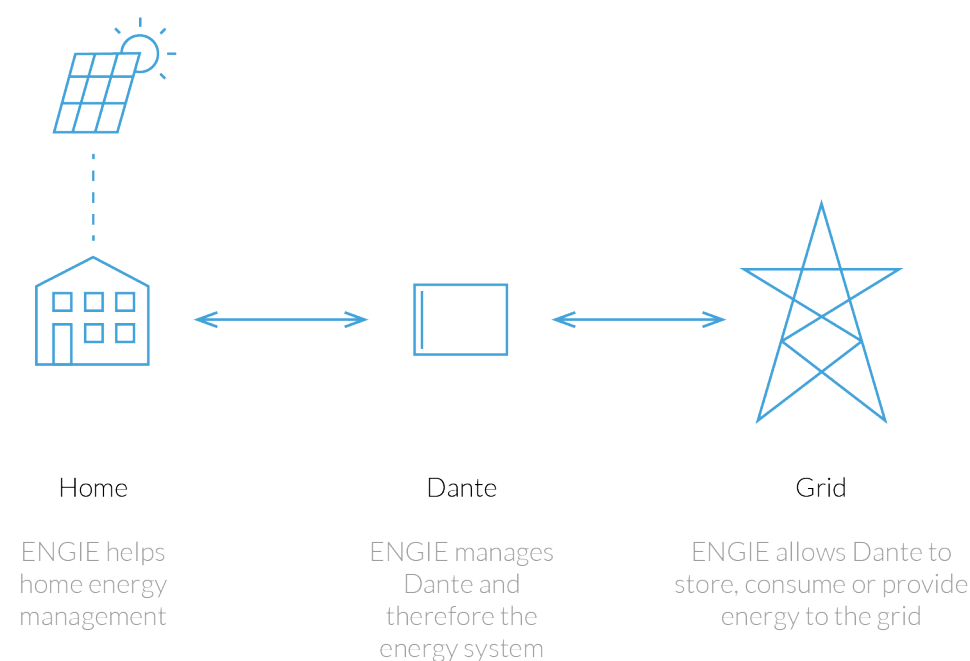 Home
ENGIE helps
home energy
management
Dante
ENGIE manages
Dante and
therefore the
energy system
Grid
ENGIE allows Dante to
store, consume or provide
energy to the grid